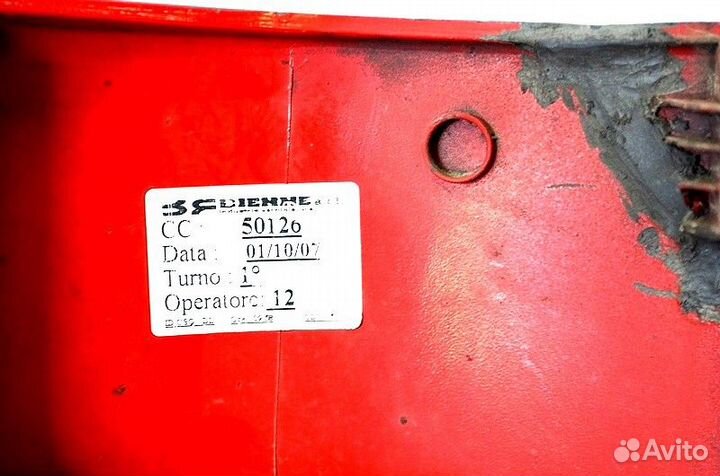 DIENNE
CC : 50126
Data : 01/10/07
Turno : 1°
Operatore: 12
Avito